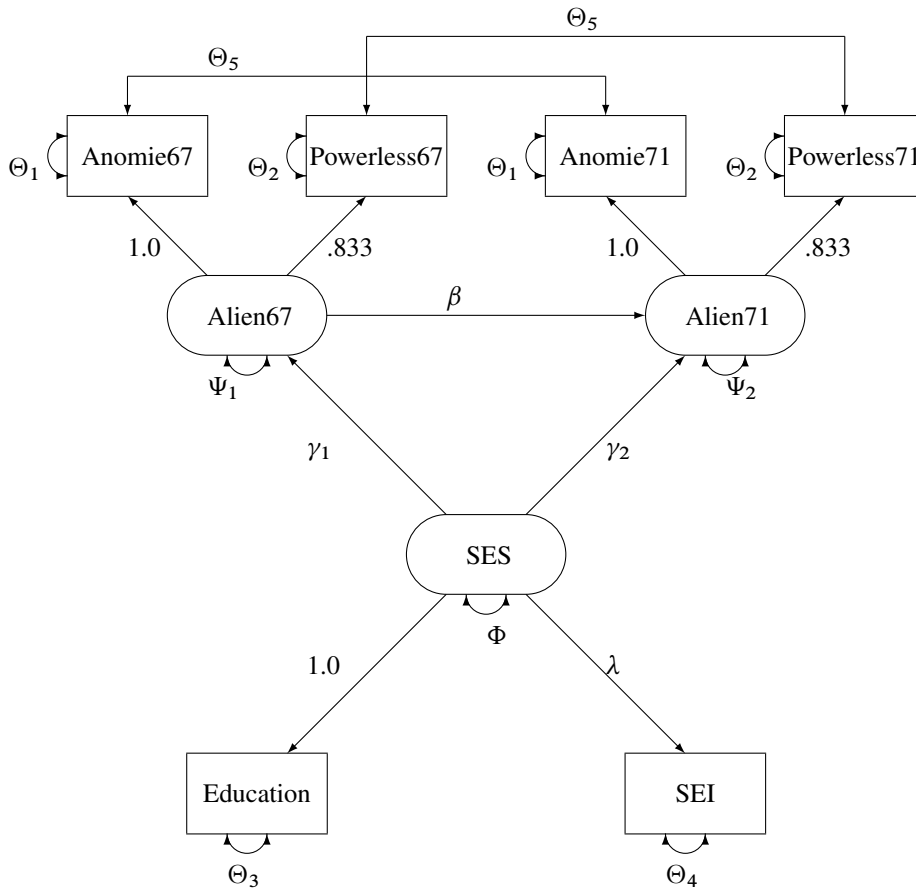 Θ5
Θ5
Θ1 Anomie67 Θ2 Powerless67 Θ1 Anomie71 Θ2 Powerless71
1.0 .833 1.0 .833
Alien67 β Alien71
Ψ1 Ψ2
γ1 γ2
SES
Φ
1.0 λ
Education SEI
Θ3 Θ4